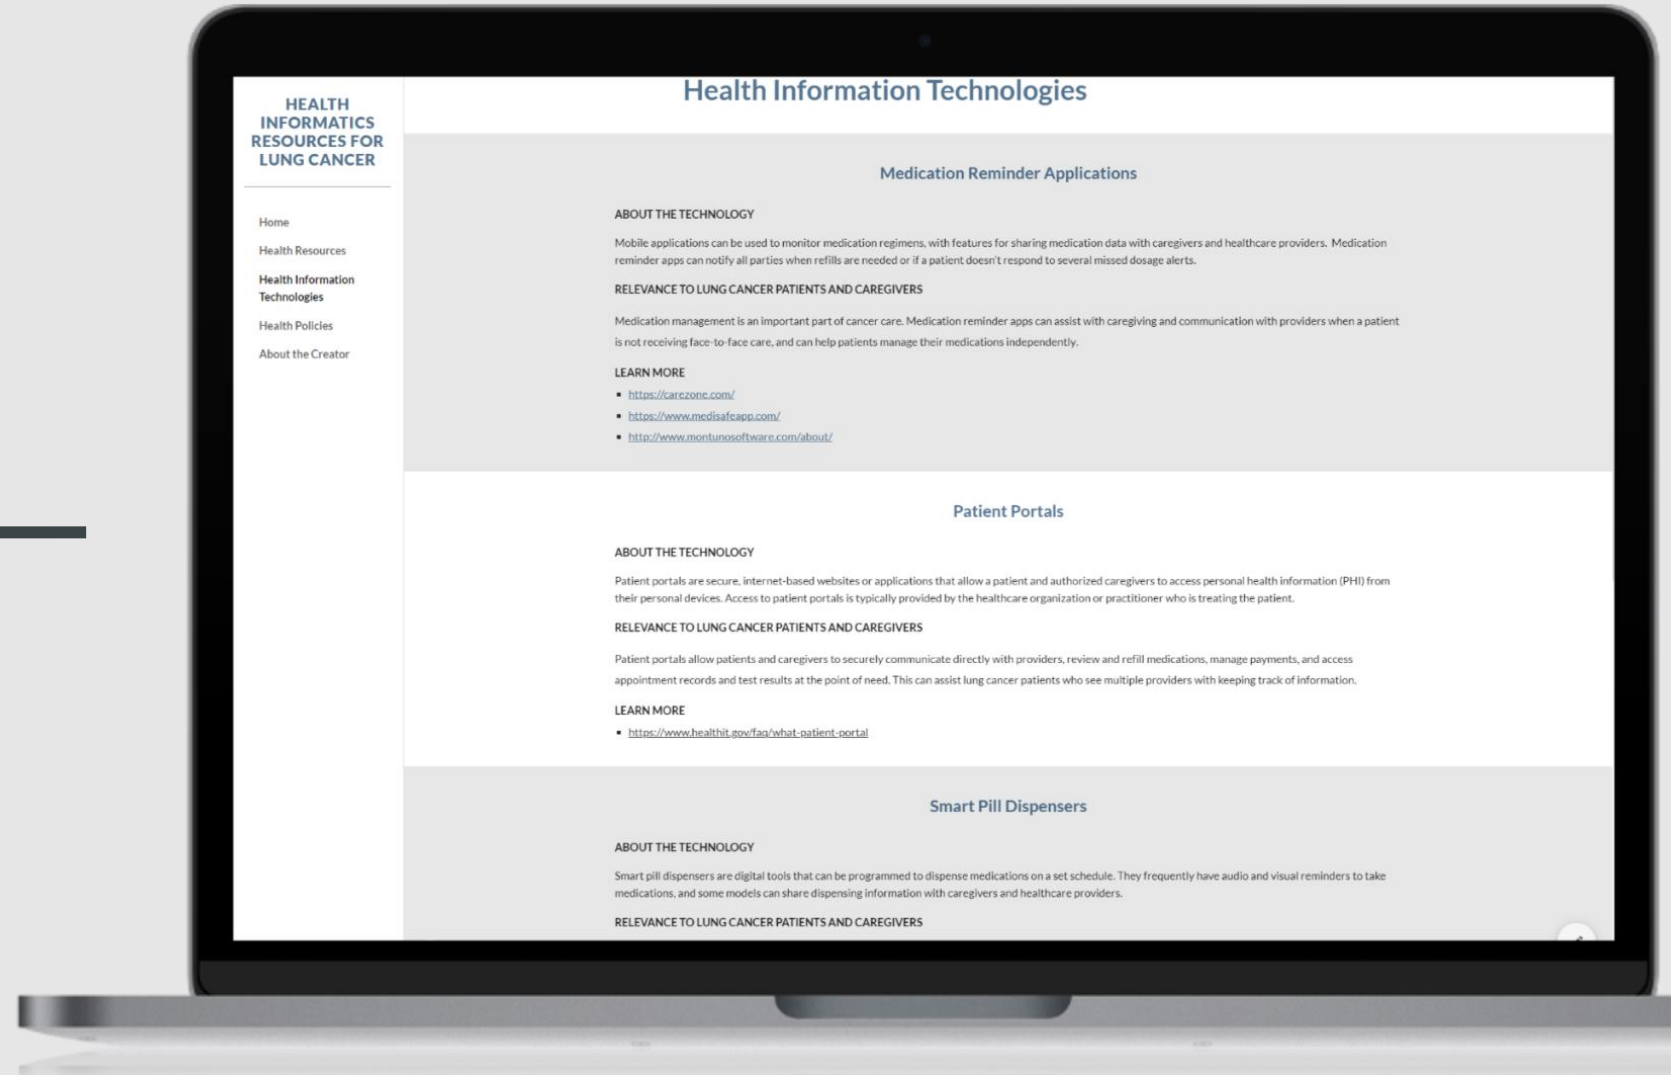 HEALTH
INFORMATICS
RESOURCES FOR
LUNG CANCER
Home
Health Resources
Health Information
Technologies
Health Policies
About the Creator
Health Information Technologies
Medication Reminder Applications
ABOUT THE TECHNOLOGY
Mobile applications can be used to monitor medication regimens, with features for sharing medication data with caregivers and healthcare providers. Medication
reminder apps can notify all parties when refills are needed or if a patient doesn't respond to several missed dosage alerts.
RELEVANCE TO LUNG CANCER PATIENTS AND CAREGIVERS
Medication management is an important part of cancer care. Medication reminder apps can assist with caregiving and communication with providers when a patient
is not receiving face-to-face care, and can help patients manage their medications independently.
LEARN MORE
▪ https://carezone.com/
▪ https://www.medisafeapp.com/
▪ http://www.montunosoftware.com/about/
Patient Portals
ABOUT THE TECHNOLOGY
Patient portals are secure, internet-based websites or applications that allow a patient and authorized caregivers to access personal health information (PHI) from
their personal devices. Access to patient portals is typically provided by the healthcare organization or practitioner who is treating the patient.
RELEVANCE TO LUNG CANCER PATIENTS AND CAREGIVERS
Patient portals allow patients and caregivers to securely communicate directly with providers, review and refill medications, manage payments, and access
appointment records and test results at the point of need. This can assist lung cancer patients who see multiple providers with keeping track of information.
LEARN MORE
▪ https://www.healthit.gov/faq/what-patient-portal
Smart Pill Dispensers
ABOUT THE TECHNOLOGY
Smart pill dispensers are digital tools that can be programmed to dispense medications on a set schedule. They frequently have audio and visual reminders to take
medications, and some models can share dispensing information with caregivers and healthcare providers.
RELEVANCE TO LUNG CANCER PATIENTS AND CAREGIVERS